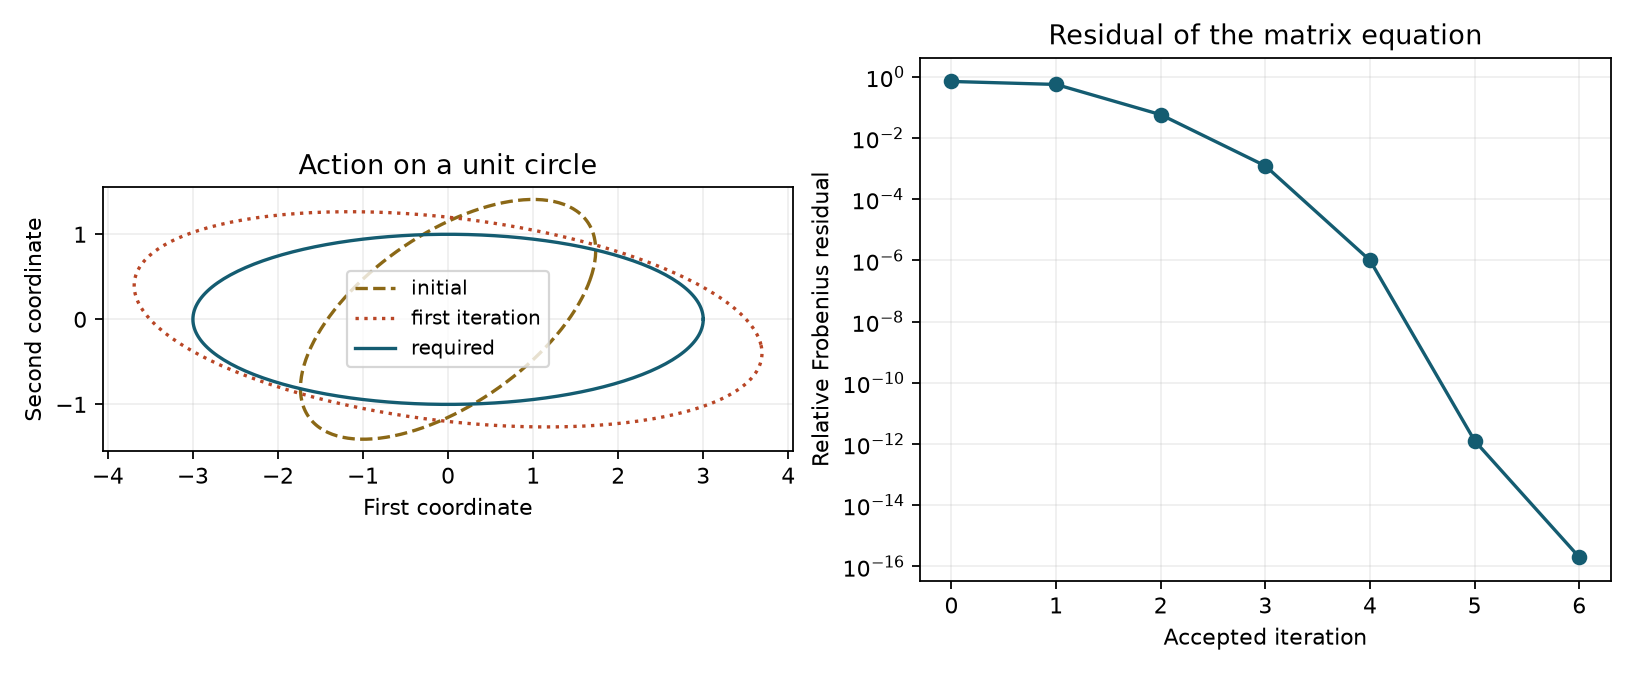 Action on a unit circle
Second coordinate
1
0
−1
initial
first iteration
required
−4 −3 −2 −1 0 1 2 3 4
First coordinate
Residual of the matrix equation
Relative Frobenius residual
10⁰
10⁻²
10⁻⁴
10⁻⁶
10⁻⁸
10⁻¹⁰
10⁻¹²
10⁻¹⁴
10⁻¹⁶
0 1 2 3 4 5 6
Accepted iteration